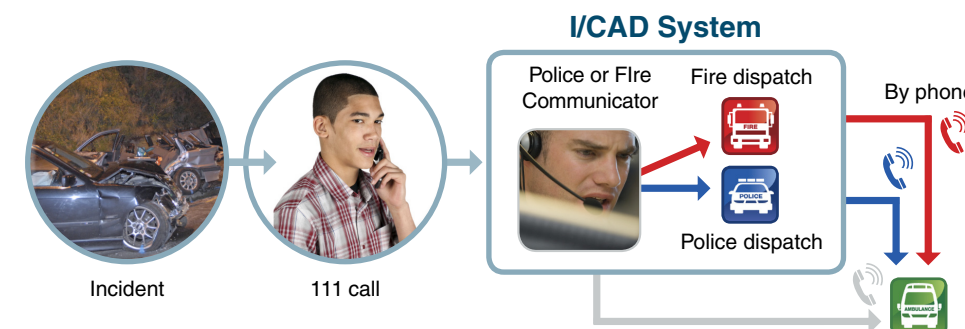 I/CAD System
Police or FIre
Communicator
Fire dispatch
By phone
FIRE
POLICE
Police dispatch
Incident
111 call
AMBULANCE